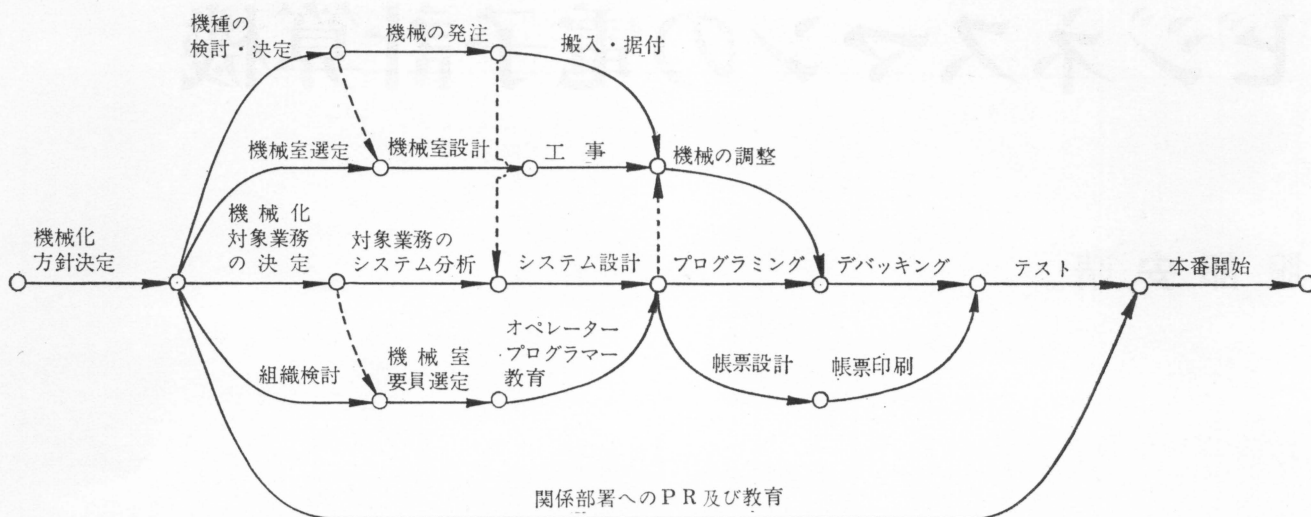 機種の
検討・決定
機械の発注
搬入・据付
機械室選定
機械室設計
工事
機械の調整
機械化
方針決定
機械化
対象業務
の決定
対象業務の
システム分析
システム設計
プログラミング
デバッキング
テスト
本番開始
組織検討
機械室
要員選定
オペレーター
プログラマー
教育
帳票設計
帳票印刷
関係部署へのPR及び教育